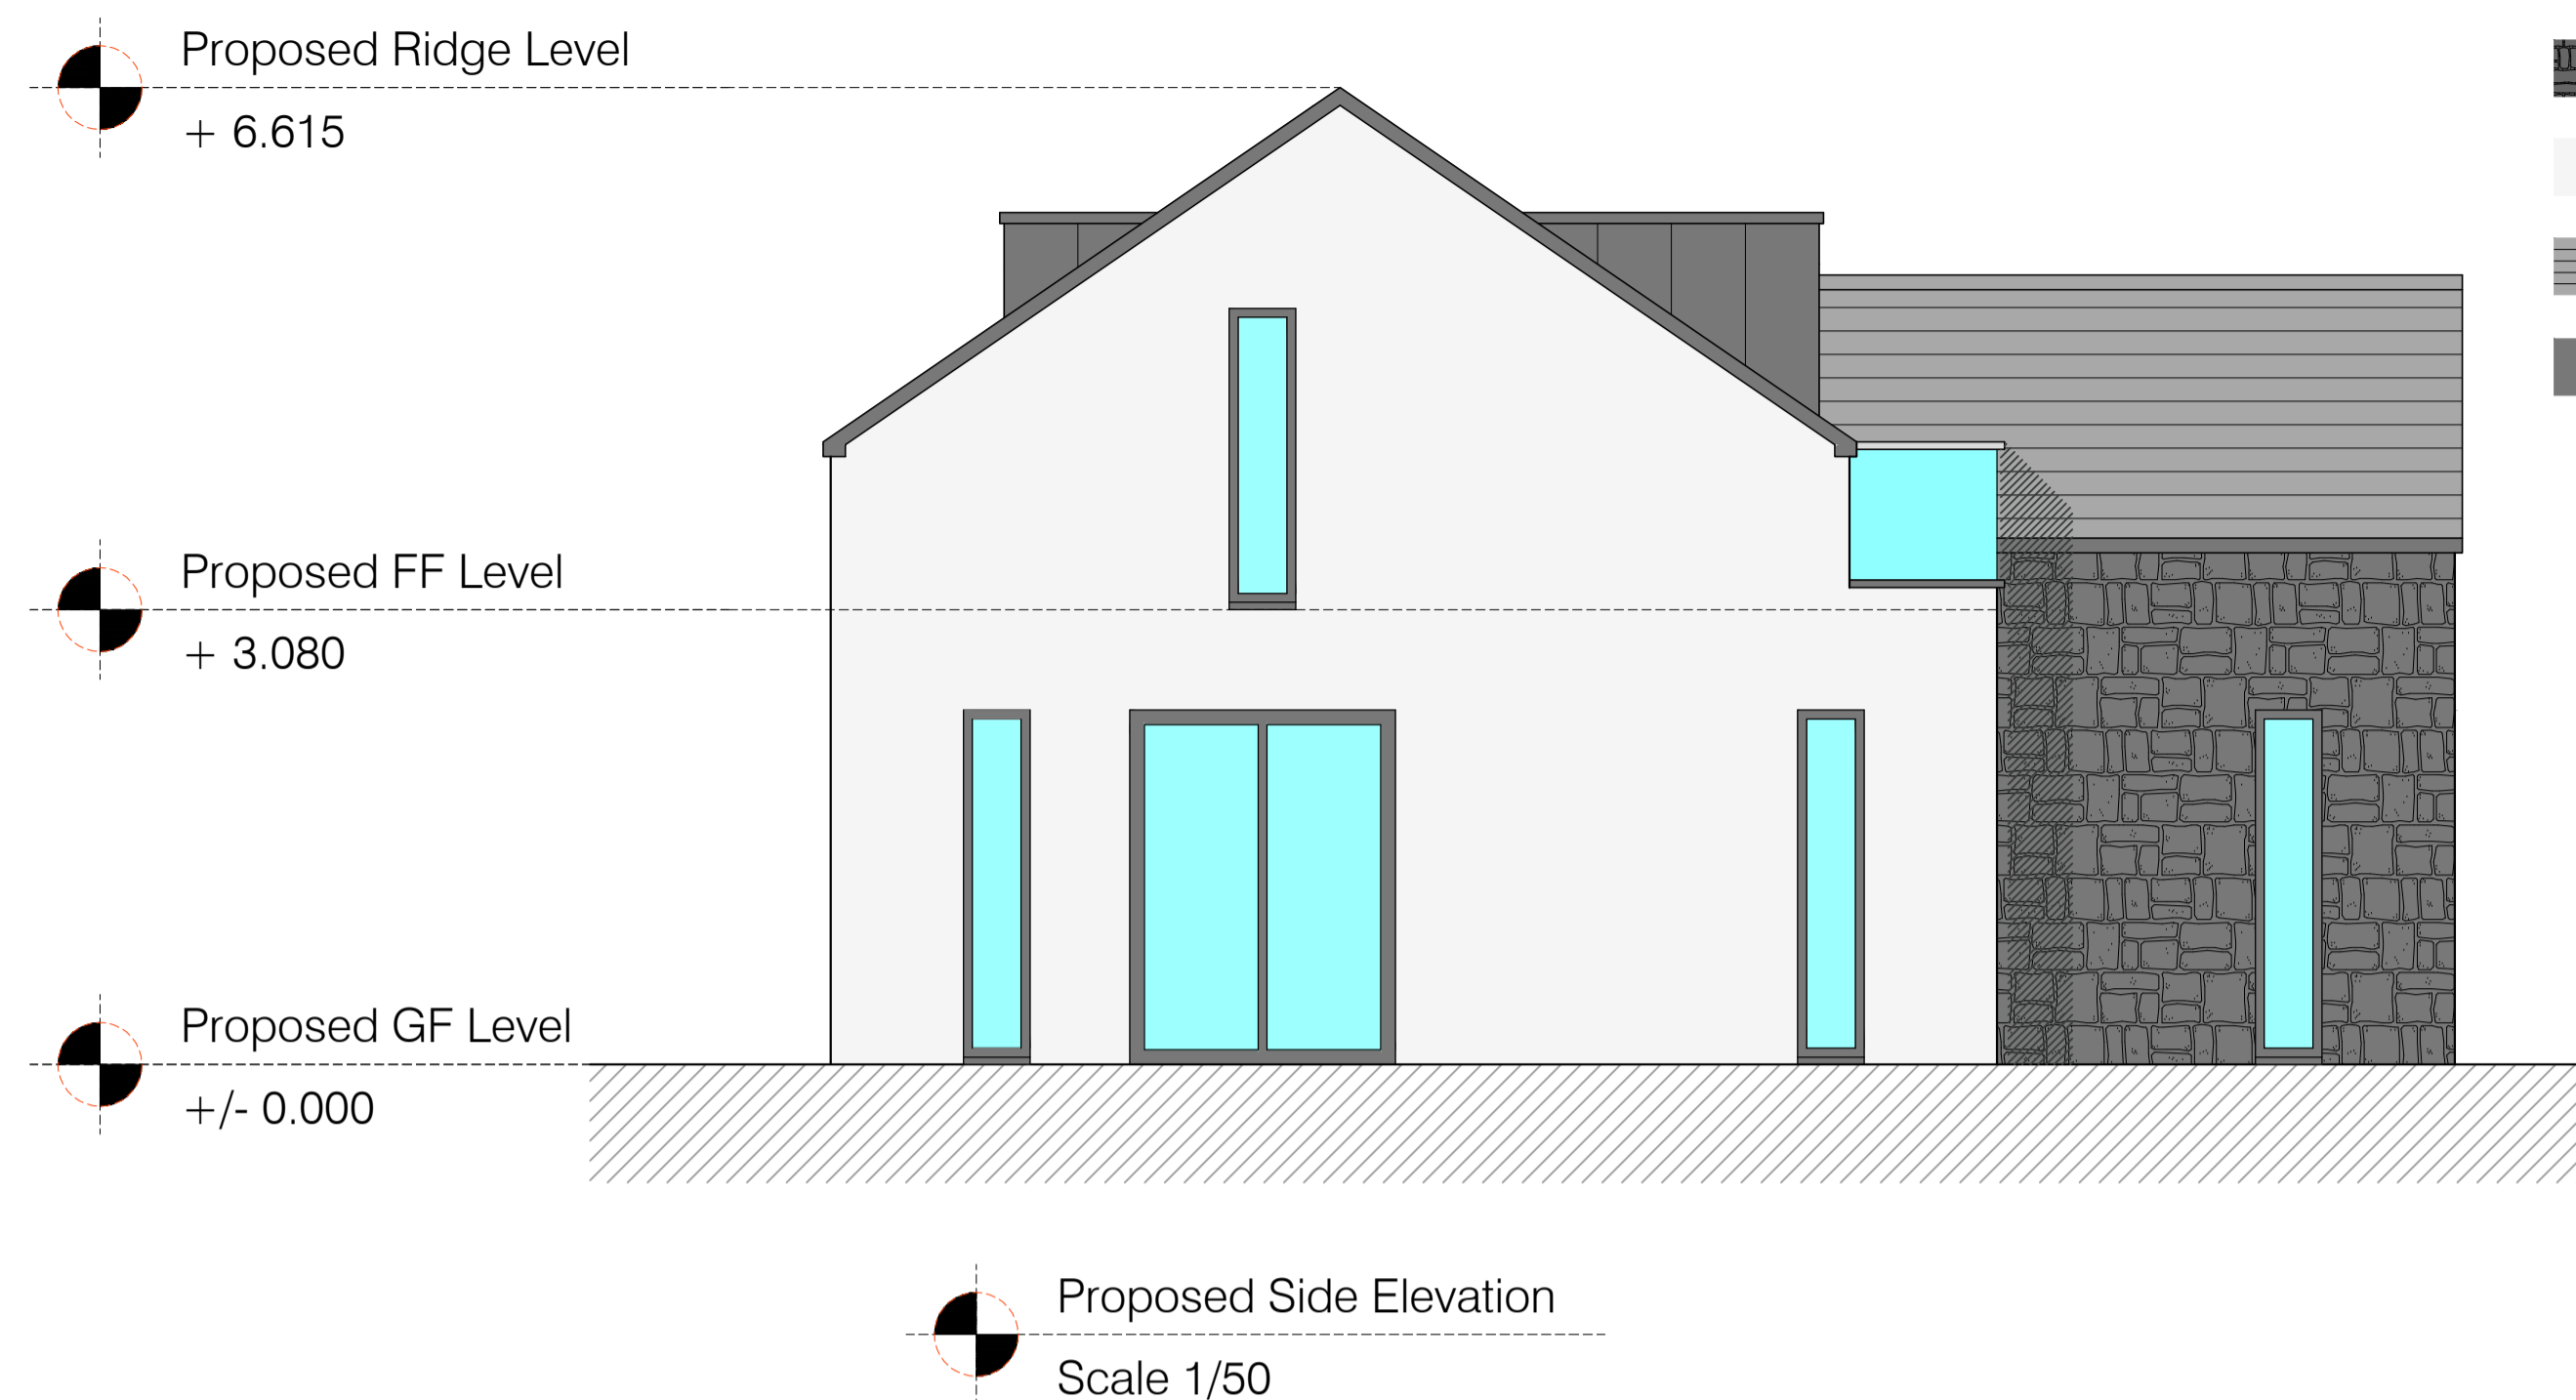 Proposed Ridge Level
+ 6.615
Proposed FF Level
+ 3.080
Proposed GF Level
+/- 0.000
Proposed Side Elevation
Scale 1/50